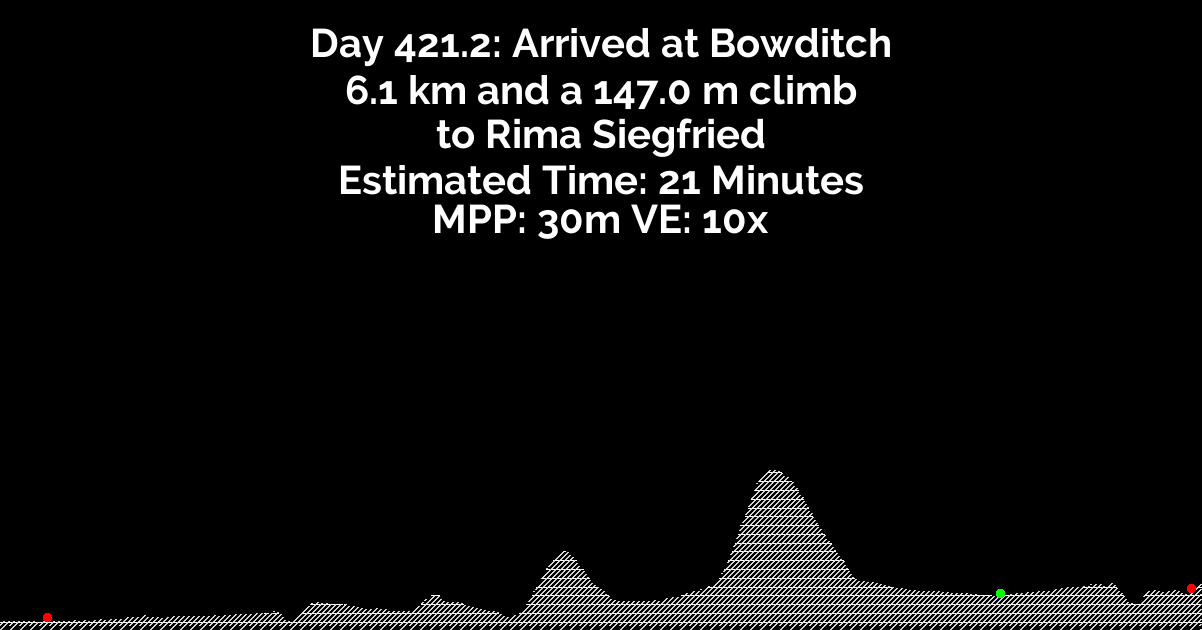 Day 421.2: Arrived at Bowditch
6.1 km and a 147.0 m climb
to Rima Siegfried
Estimated Time: 21 Minutes
MPP: 30m VE: 10x